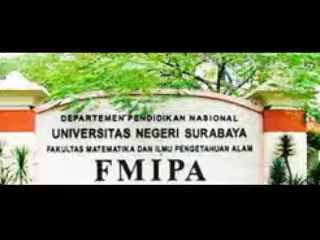 DEPARTEMEN PENDIDIKAN NASIONAL
UNIVERSITAS NEGERI SURABAYA
FAKULTAS MATEMATIKA DAN ILMU PENGETAHUAN ALAM
FMIPA